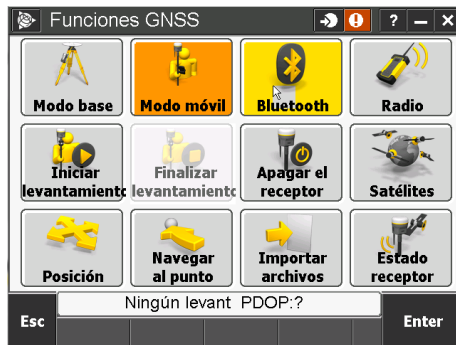 Funciones GNSS
?
Modo base
Modo móvil
Bluetooth
Radio
Iniciar
levantamiento
Finalizar
levantamiento
Apagar el
receptor
Satélites
Posición
Navegar
al punto
Importar
archivos
Estado
receptor
Ningún levant PDOP:?
Esc
Enter